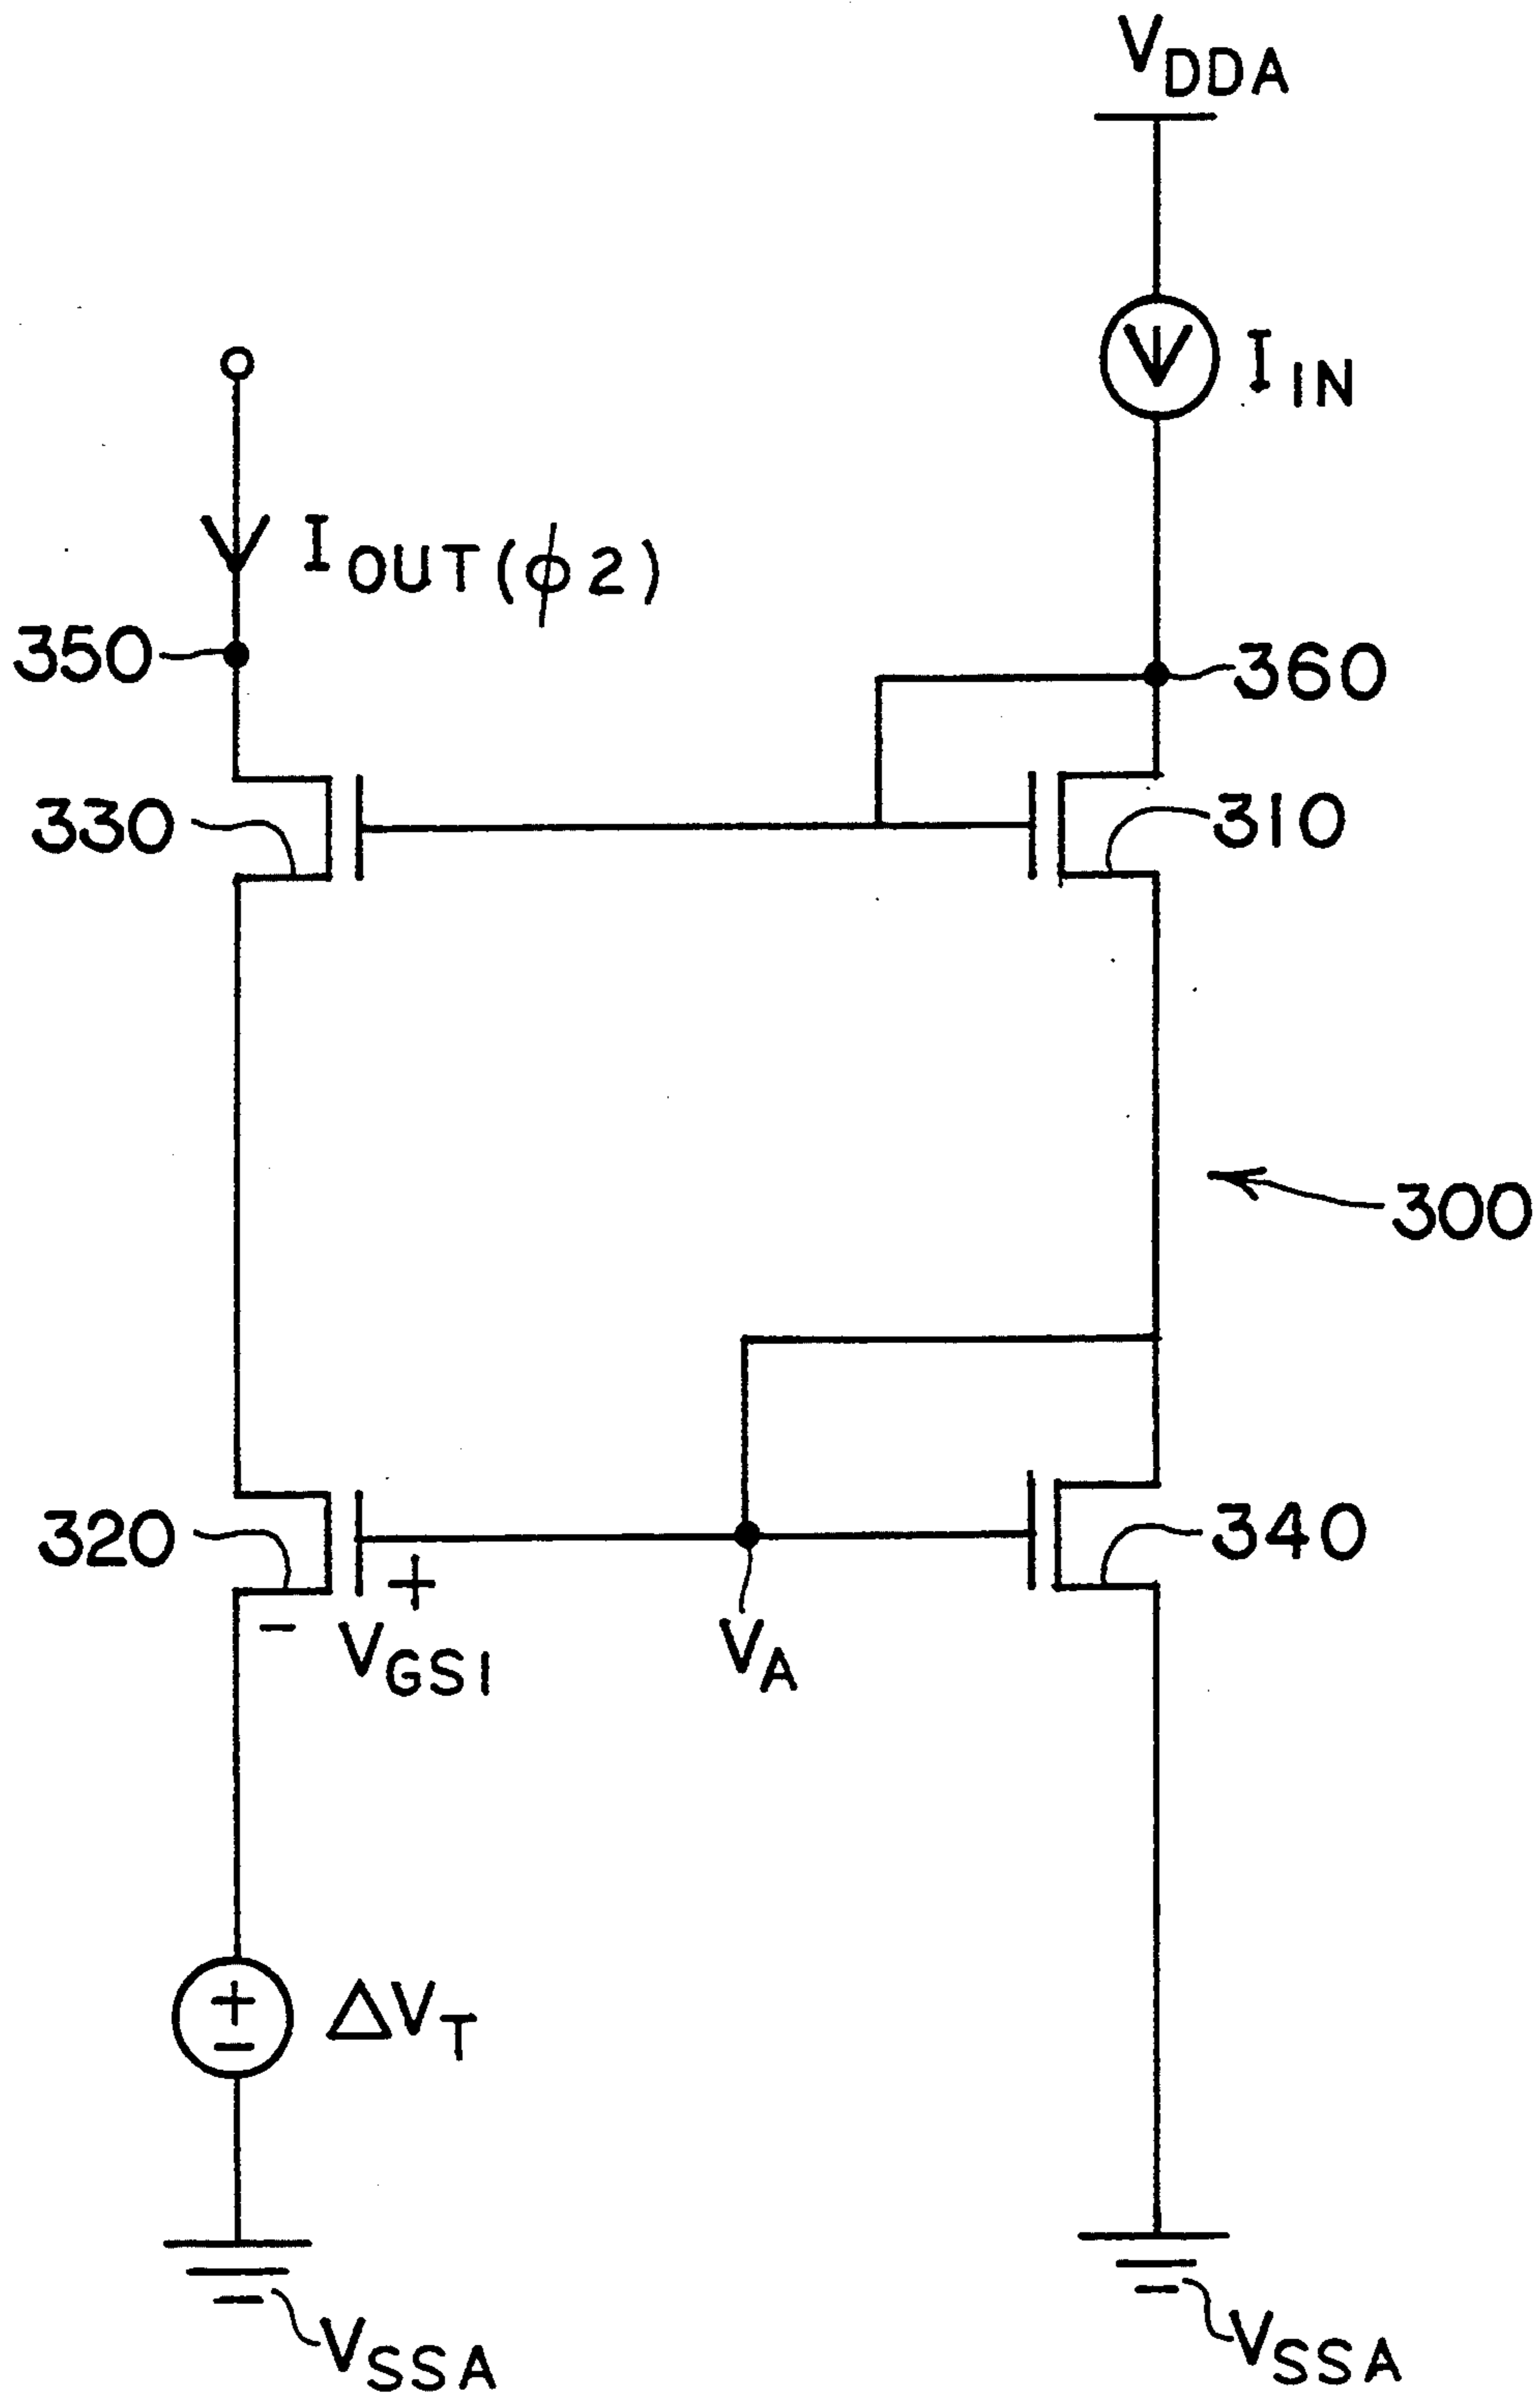 VDDA
IIN
IOUT(ϕ2)
350
360
330
310
300
320
340
+
-
VGS1
VA
+
-
ΔVT
VSSA
VSSA